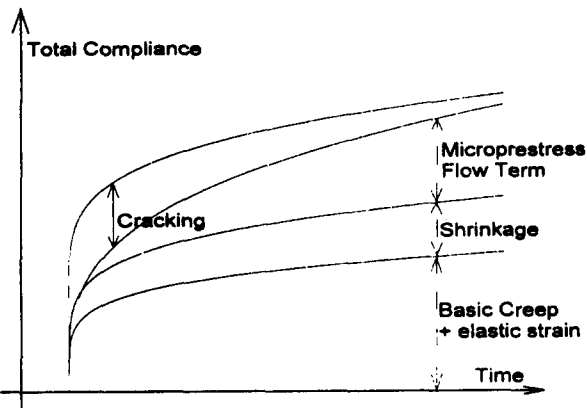 Total Compliance
Microprestress
Flow Term
Cracking
Shrinkage
Basic Creep
+ elastic strain
Time